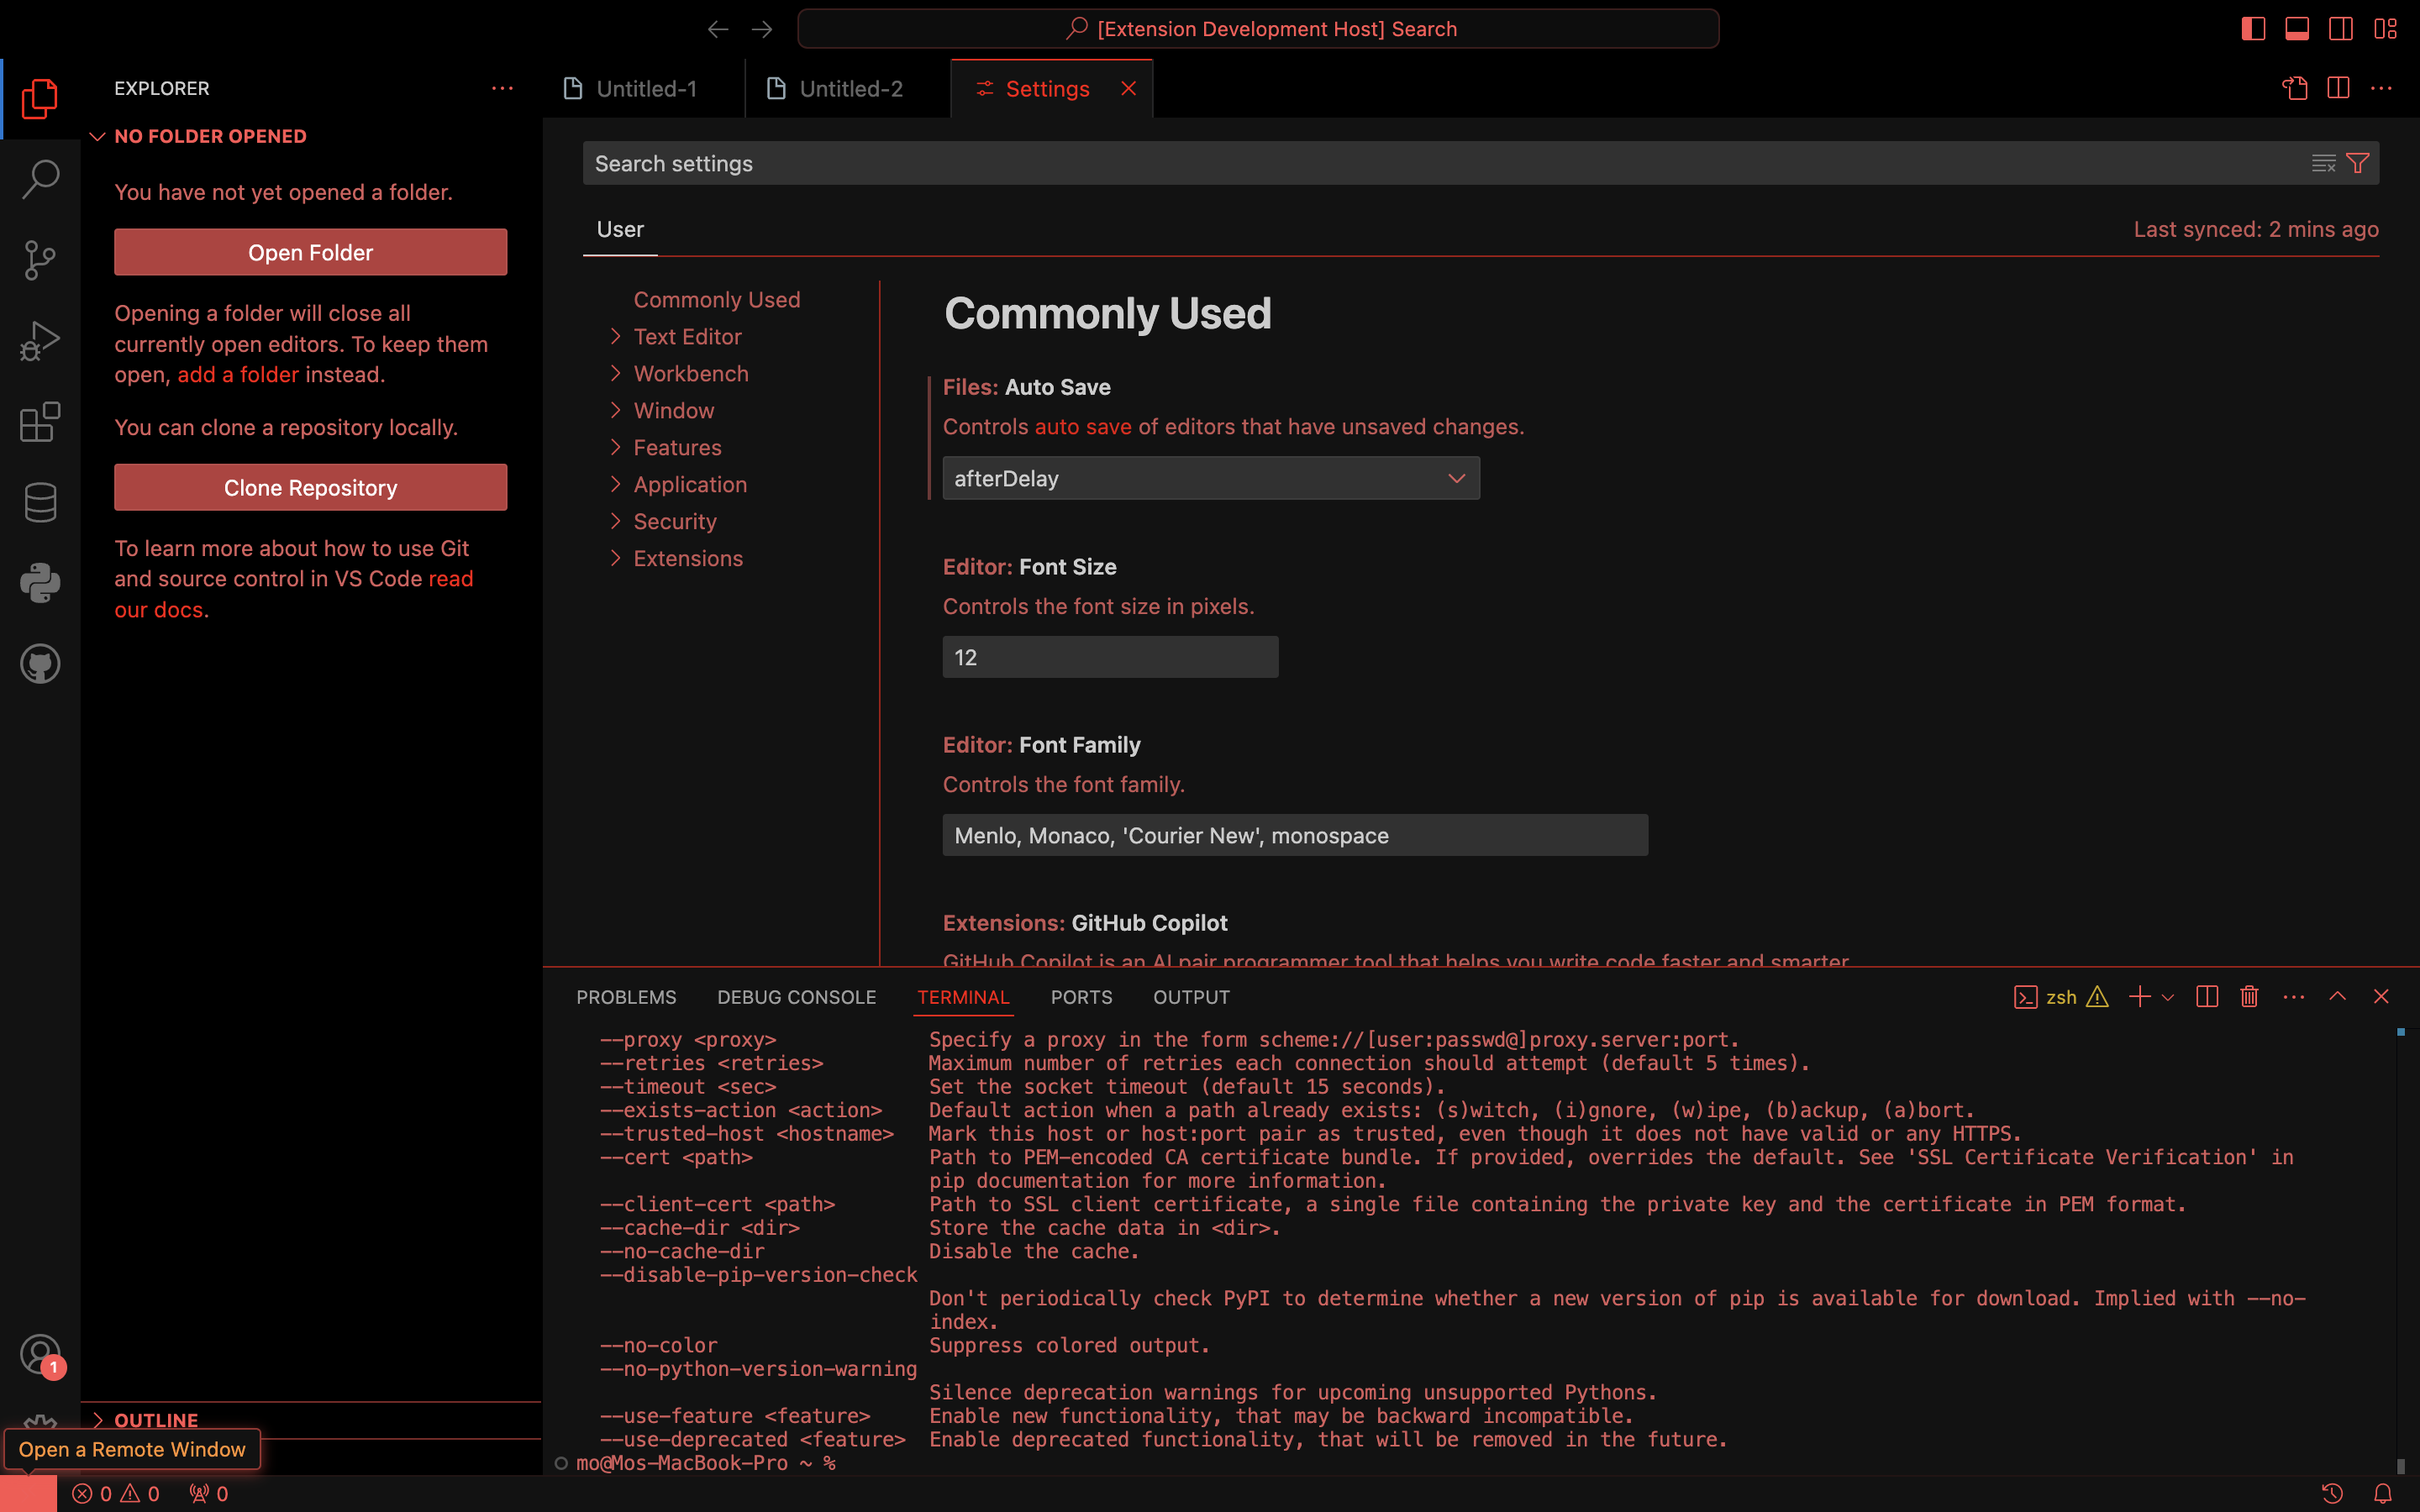 [Extension Development Host] Search
EXPLORER
NO FOLDER OPENED
You have not yet opened a folder.
Open Folder
Opening a folder will close all
currently open editors. To keep them
open, add a folder instead.
You can clone a repository locally.
Clone Repository
To learn more about how to use Git
and source control in VS Code read
our docs.
1
OUTLINE
Open a Remote Window
Untitled-1
Untitled-2
Settings
Search settings
User
Last synced: 2 mins ago
Commonly Used
Text Editor
Workbench
Window
Features
Application
Security
Extensions
Commonly Used
Files: Auto Save
Controls auto save of editors that have unsaved changes.
afterDelay
Editor: Font Size
Controls the font size in pixels.
12
Editor: Font Family
Controls the font family.
Menlo, Monaco, 'Courier New', monospace
Extensions: GitHub Copilot
GitHub Copilot is an AI pair programmer tool that helps you write code faster and smarter
PROBLEMS DEBUG CONSOLE TERMINAL PORTS OUTPUT
zsh
--proxy <proxy> Specify a proxy in the form scheme://[user:passwd@]proxy.server:port.
--retries <retries> Maximum number of retries each connection should attempt (default 5 times).
--timeout <sec> Set the socket timeout (default 15 seconds).
--exists-action <action> Default action when a path already exists: (s)witch, (i)gnore, (w)ipe, (b)ackup, (a)bort.
--trusted-host <hostname> Mark this host or host:port pair as trusted, even though it does not have valid or any HTTPS.
--cert <path> Path to PEM-encoded CA certificate bundle. If provided, overrides the default. See 'SSL Certificate Verification' in
pip documentation for more information.
--client-cert <path> Path to SSL client certificate, a single file containing the private key and the certificate in PEM format.
--cache-dir <dir> Store the cache data in <dir>.
--no-cache-dir Disable the cache.
--disable-pip-version-check
Don't periodically check PyPI to determine whether a new version of pip is available for download. Implied with --no-
index.
--no-color Suppress colored output.
--no-python-version-warning
Silence deprecation warnings for upcoming unsupported Pythons.
--use-feature <feature> Enable new functionality, that may be backward incompatible.
--use-deprecated <feature> Enable deprecated functionality, that will be removed in the future.
mo@Mos-MacBook-Pro ~ %
0 0 0